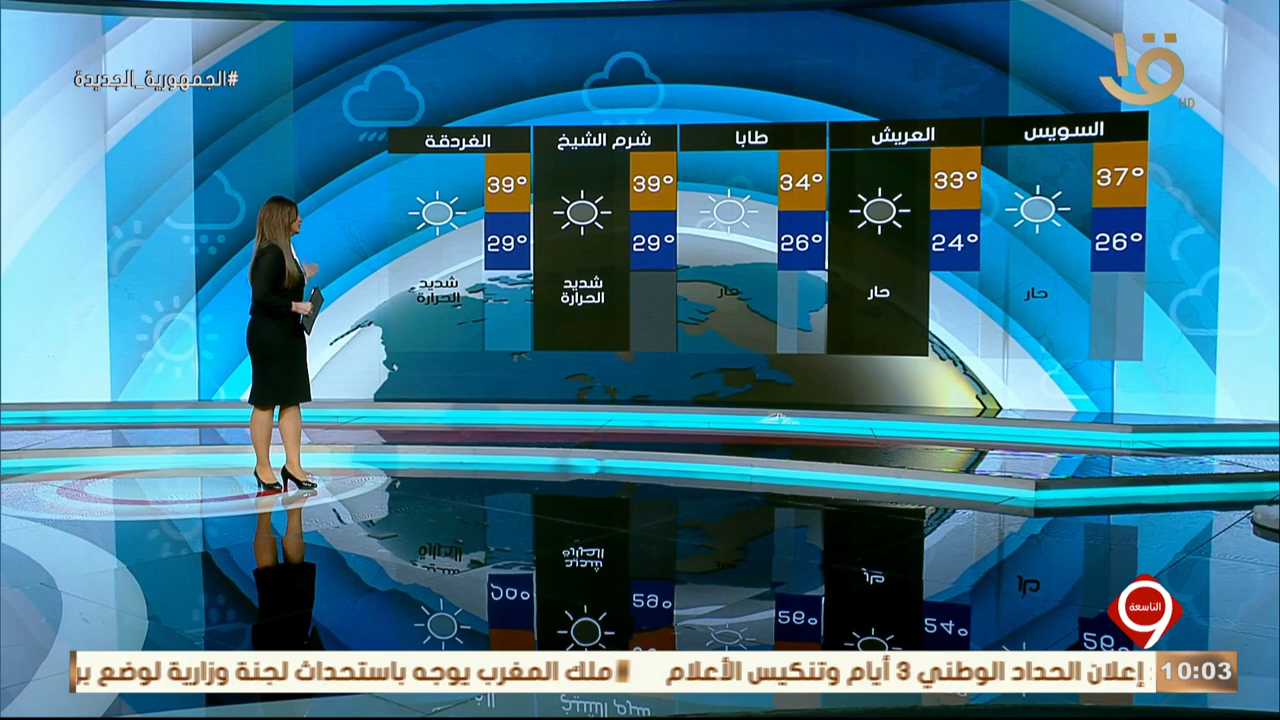 #الجمهورية_الجديدة
ق1
HD
السويس
العريش
طابا
شرم الشيخ
الغردقة
37°
33°
34°
39°
39°
26°
24°
26°
29°
29°
حار
حار
حار
شديد
الحرارة
شديد
الحرارة
التاسعة
9
10:03
إعلان الحداد الوطني 3 أيام وتنكيس الأعلام
ملك المغرب يوجه باستحداث لجنة وزارية لوضع بر